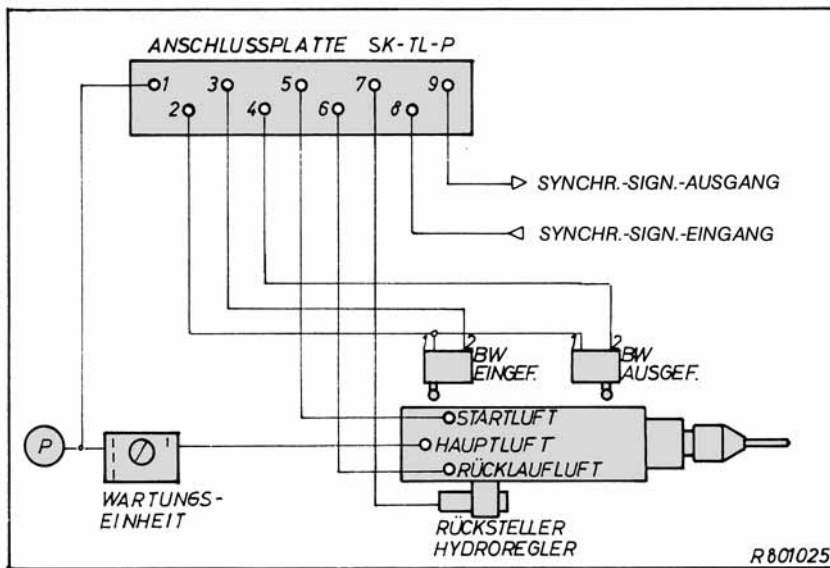 ANSCHLUSSPLATTE SK-TL-P
1 3 5 7 9
2 4 6 8
SYNCHR.-SIGN.-AUSGANG
SYNCHR.-SIGN.-EINGANG
1 2 1 2
BW BW
EINGEF. AUSGEF.
STARTLUFT
P HAUPTLUFT
RÜCKLAUFLUFT
WARTUNGS-
EINHEIT
RÜCKSTELLER
HYDROREGLER
R801025